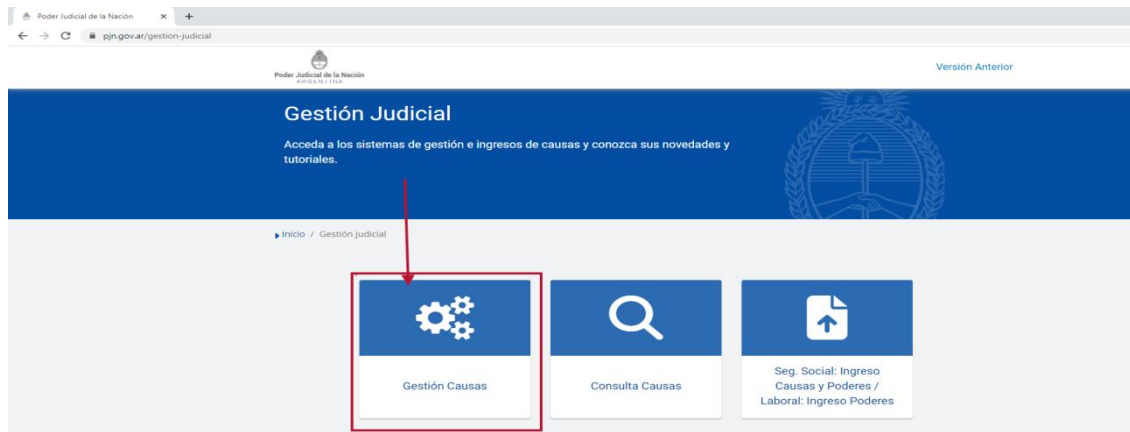 Poder Judicial de la Nación
pjn.gov.ar/gestion-judicial
Poder Judicial de la Nación
ARGENTINA
Versión Anterior
Gestión Judicial
Acceda a los sistemas de gestión e ingresos de causas y conozca sus novedades y
tutoriales.
Inicio / Gestión Judicial
Gestión Causas
Consulta Causas
Seg. Social: Ingreso
Causas y Poderes /
Laboral: Ingreso Poderes